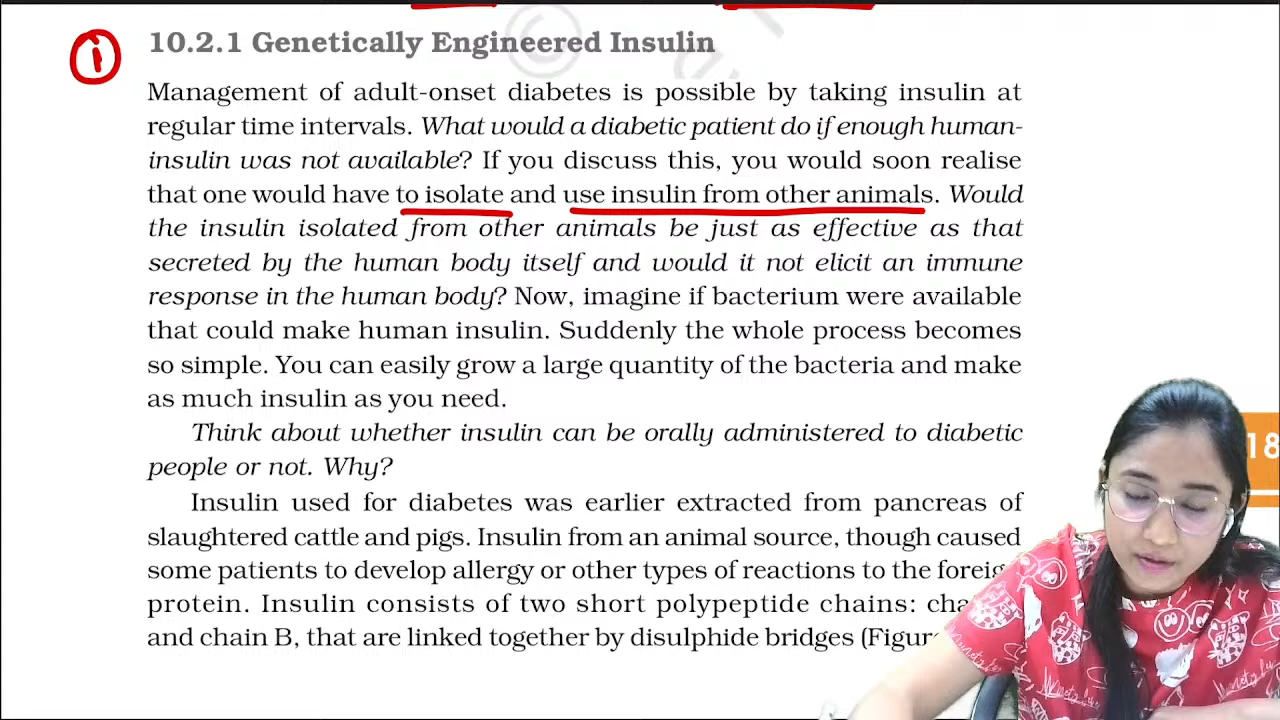 1
10.2.1 Genetically Engineered Insulin
Management of adult-onset diabetes is possible by taking insulin at
regular time intervals. What would a diabetic patient do if enough human-
insulin was not available? If you discuss this, you would soon realise
that one would have to isolate and use insulin from other animals. Would
the insulin isolated from other animals be just as effective as that
secreted by the human body itself and would it not elicit an immune
response in the human body? Now, imagine if bacterium were available
that could make human insulin. Suddenly the whole process becomes
so simple. You can easily grow a large quantity of the bacteria and make
as much insulin as you need.
Think about whether insulin can be orally administered to diabetic
people or not. Why?
18
Insulin used for diabetes was earlier extracted from pancreas of
slaughtered cattle and pigs. Insulin from an animal source, though caused
some patients to develop allergy or other types of reactions to the
protein. Insulin consists of two short polypeptide chains:
and chain B, that are linked together by disulphide bridges